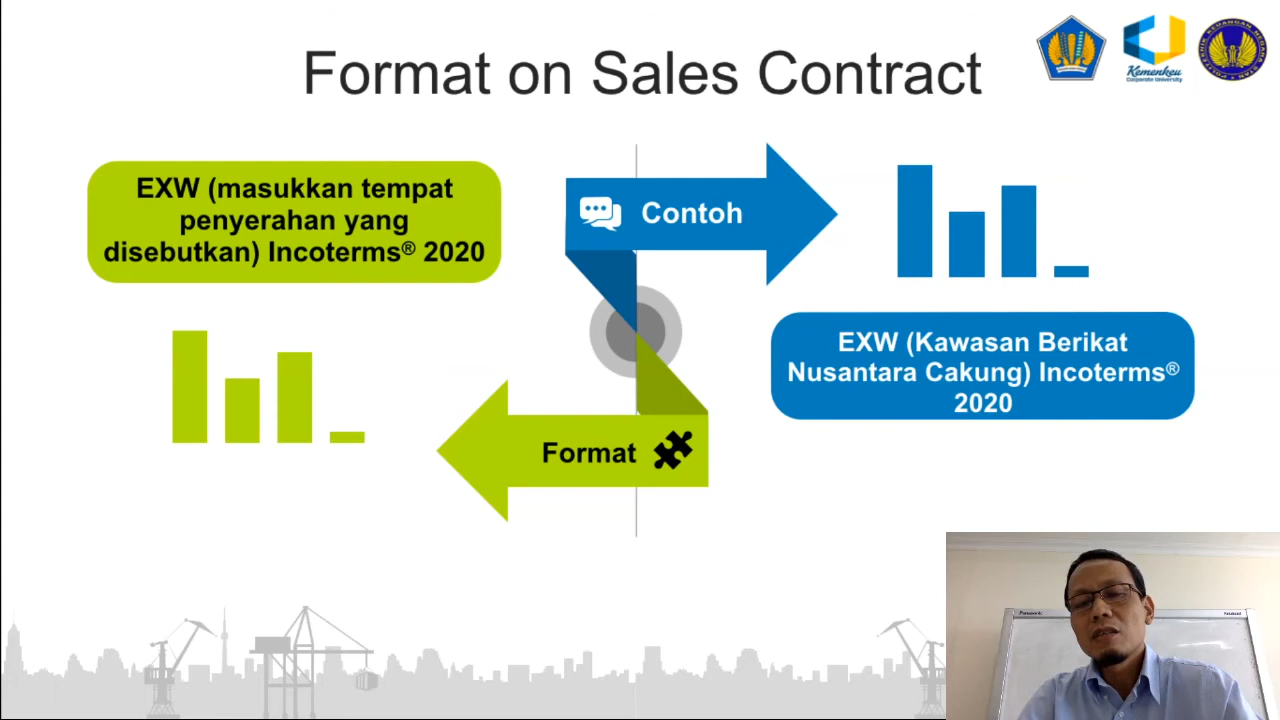 Format on Sales Contract
Kemenkeu
Corporate University
EXW (masukkan tempat
penyerahan yang
disebutkan) Incoterms® 2020
Contoh
EXW (Kawasan Berikat
Nusantara Cakung) Incoterms®
2020
Format
Panasonic